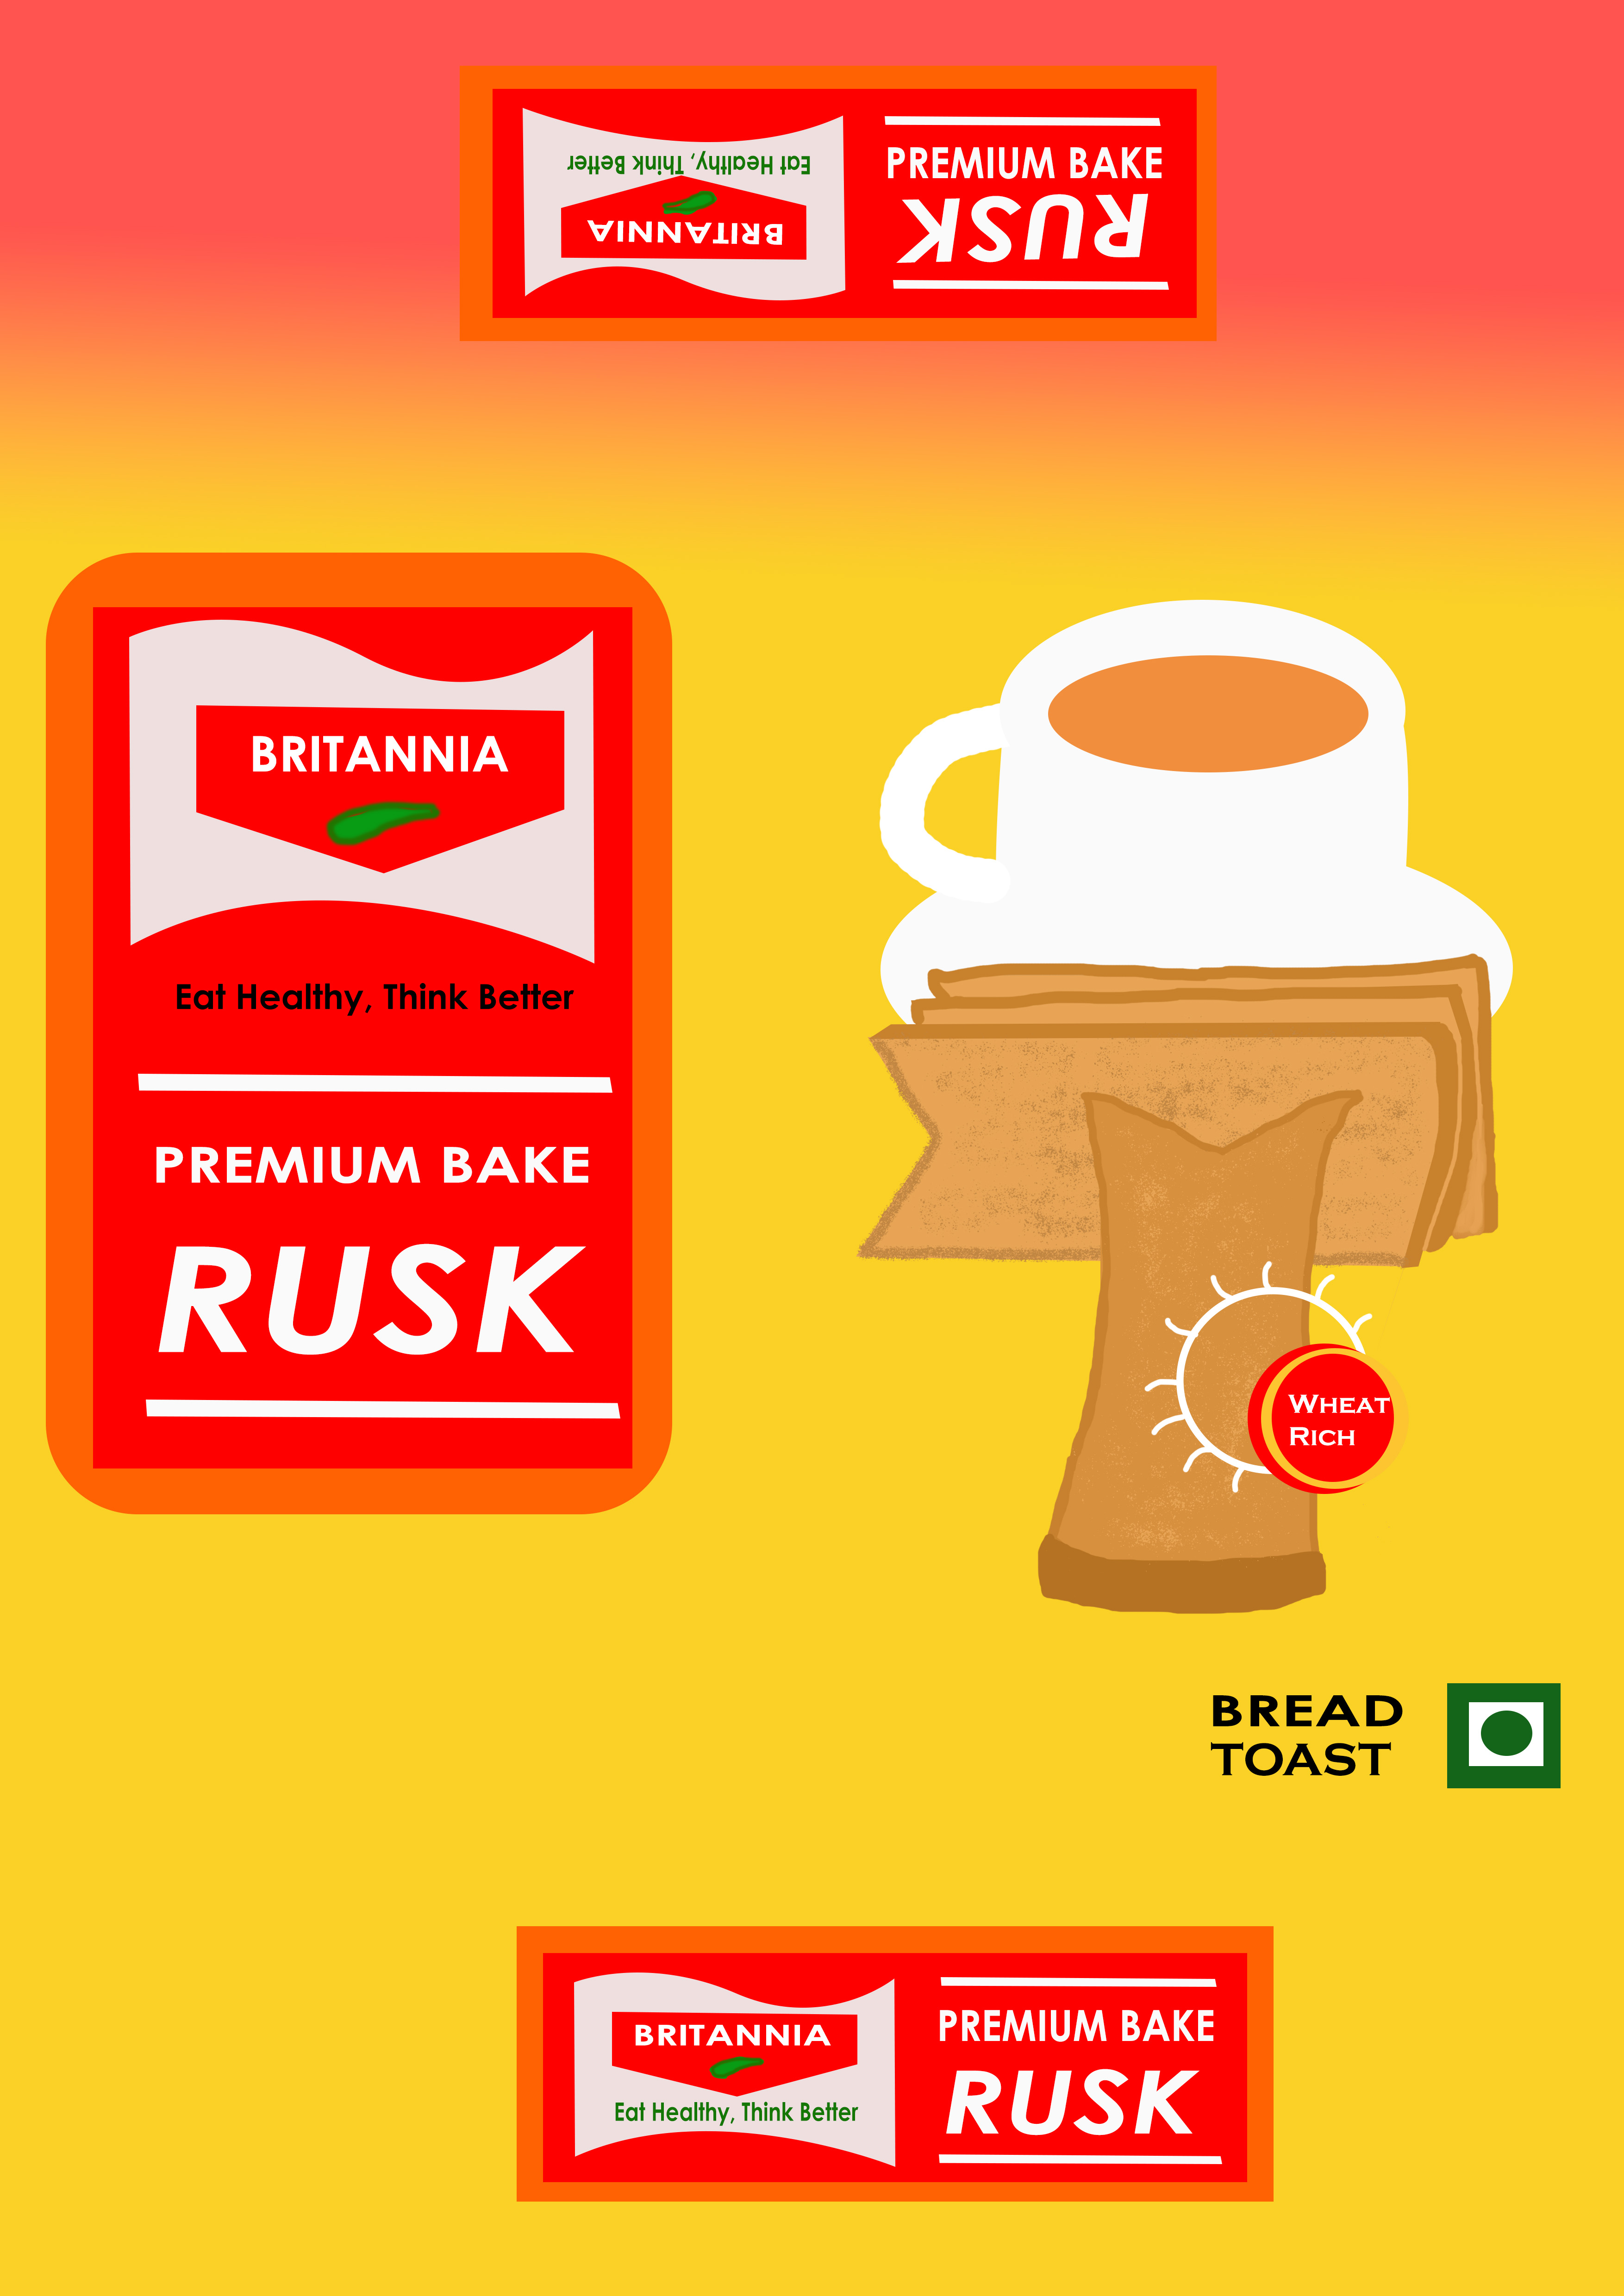 Eat Healthy, Think Better
BRITANNIA
PREMIUM BAKE
RUSK
BRITANNIA
Eat Healthy, Think Better
PREMIUM BAKE
RUSK
WHEAT
RICH
BREAD
TOAST
BRITANNIA
Eat Healthy, Think Better
PREMIUM BAKE
RUSK